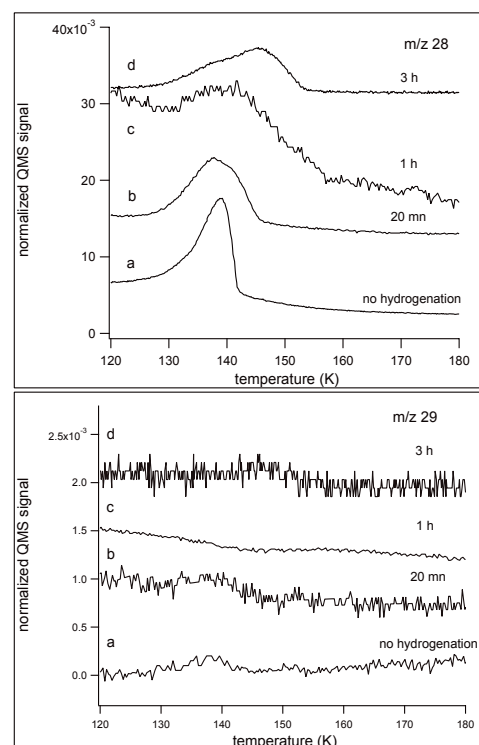 40x10⁻³
m/z 28
d
3 h
30
c
normalized QMS signal
1 h
20
b
20 mn
10
a
no hydrogenation
0
120 130 140 150 160 170 180
temperature (K)
m/z 29
2.5x10⁻³
d
3 h
2.0
c
1 h
1.5
normalized QMS signal
b
20 mn
1.0
0.5
a
no hydrogenation
0.0
120 130 140 150 160 170 180
temperature (K)